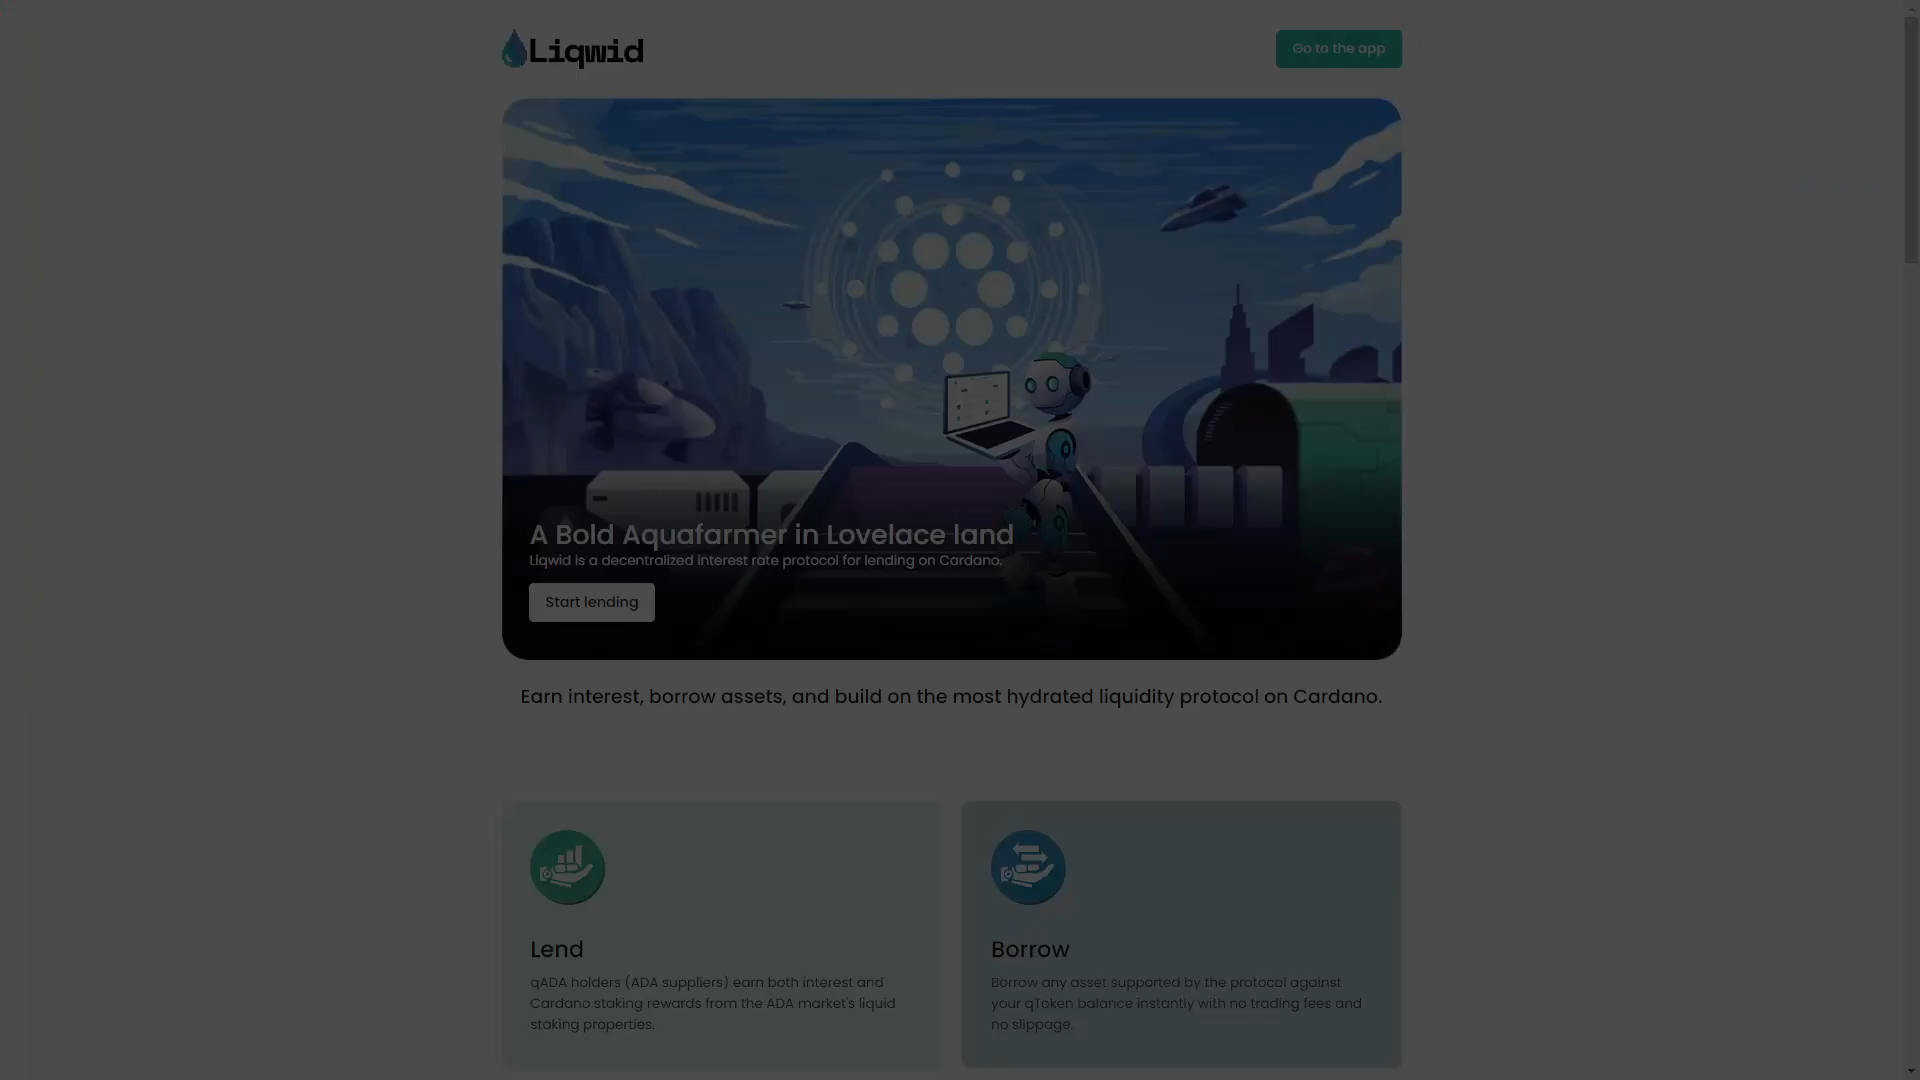 Liqwid
Go to the app
A Bold Aquafarmer in Lovelace land
Liqwid is a decentralized interest rate protocol for lending on Cardano.
Start lending
Earn interest, borrow assets, and build on the most hydrated liquidity protocol on Cardano.
Lend
qADA holders (ADA suppliers) earn both interest and
Cardano staking rewards from the ADA market's liquid
staking properties.
Borrow
Borrow any asset supported by the protocol against
your qToken balance instantly with no trading fees and
no slippage.